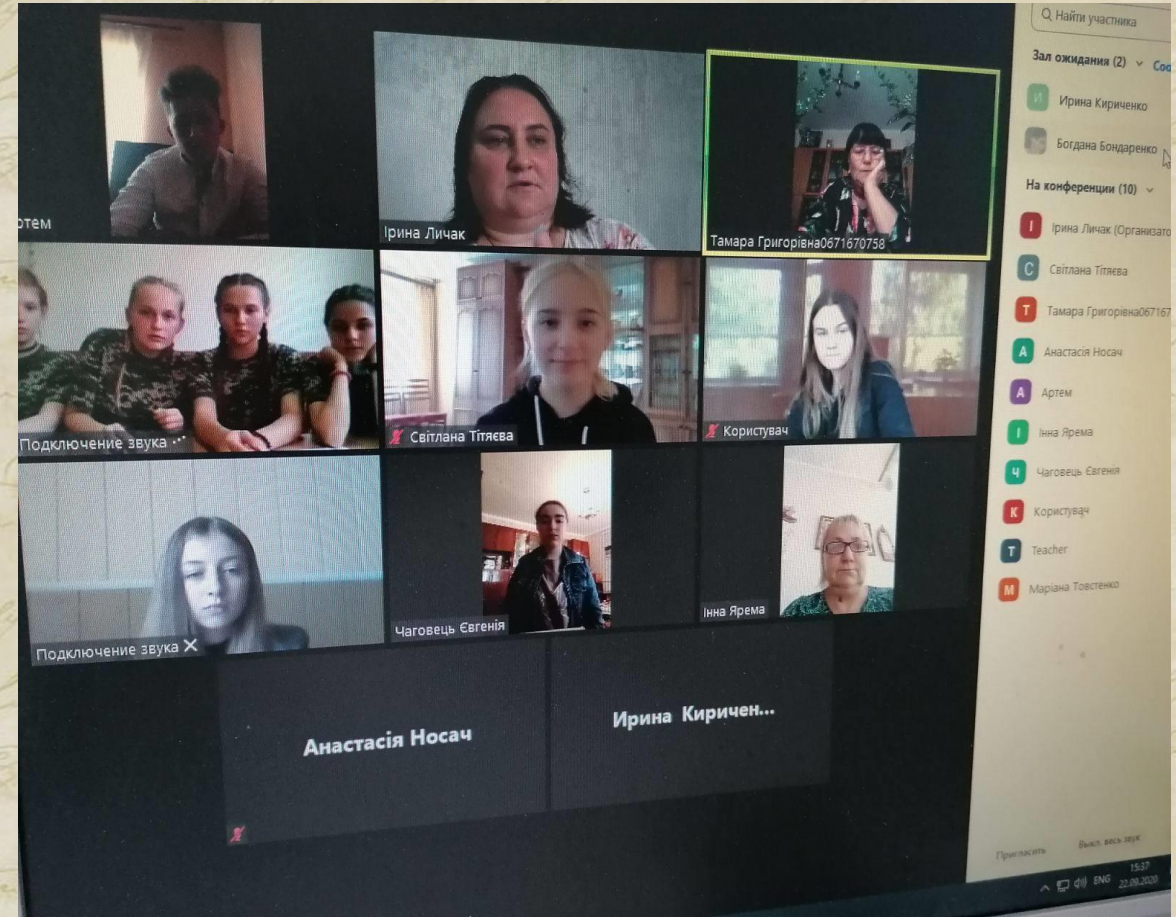 ртем
Ірина Личак
Тамара Григорівна0671670758
Подключение звука ...
Світлана Тітяєва
Користувач
Подключение звука ✕
Чаговець Євгенія
Інна Ярема
Анастасія Носач
Ирина Киричен...
Найти участника
Зал ожидания (2)
Соо
И Ирина Кириченко
Богдана Бондаренко
На конференции (10)
І Ірина Личак (Организато
С Світлана Тітяєва
Т Тамара Григорівна067167
А Анастасія Носач
А Артем
І Інна Ярема
Ч Чаговець Євгенія
К Користувач
T Teacher
М Маріана Товстенко
Пригласить
Выкл. весь звук
ENG
15:37
22.09.2020